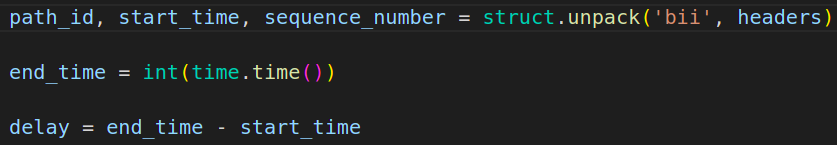 path_id, start_time, sequence_number = struct.unpack('bii', headers)
end_time = int(time.time())
delay = end_time - start_time